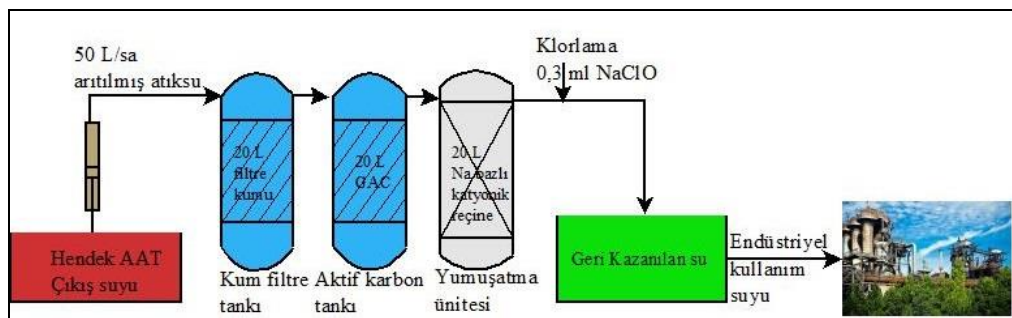 50 L/sa
arıtılmış atıksu
Hendek AAT
Çıkış suyu
20 L
filtre
kumu
Kum filtre
tankı
20 L
GAC
Aktif karbon
tankı
20 L
Na bazlı
katyonik
reçine
Yumuşatma
ünitesi
Klorlama
0,3 ml NaClO
Geri Kazanılan su
Endüstriyel
kullanım
suyu